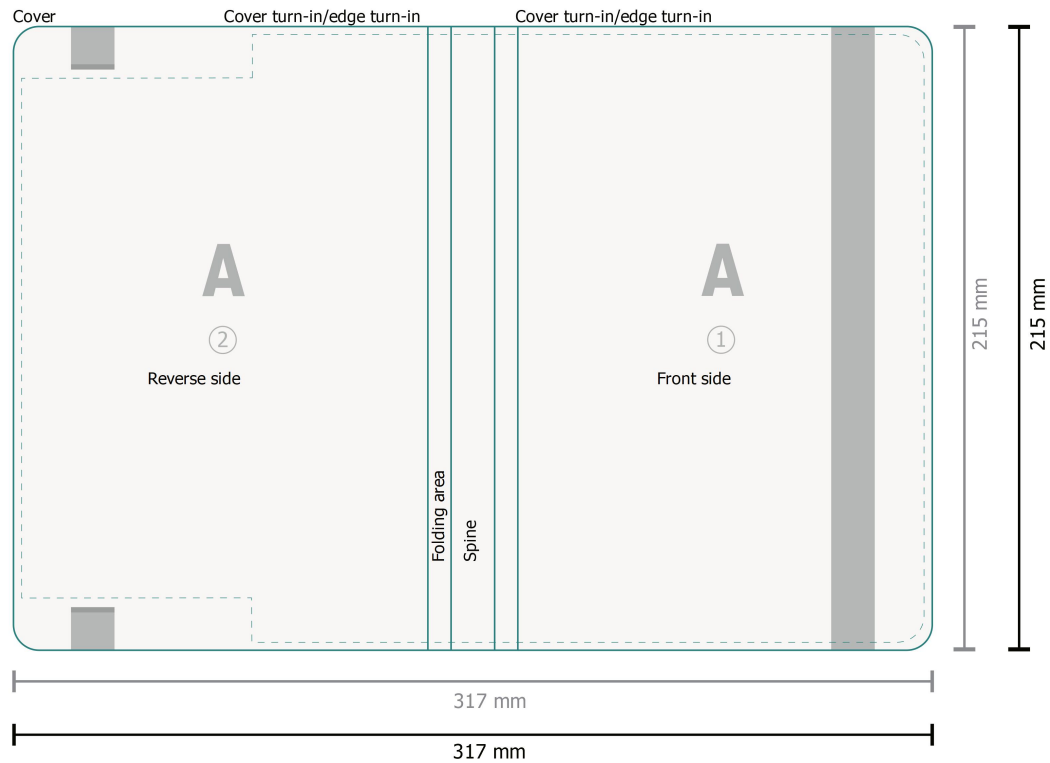 Cover
Cover turn-in/edge turn-in
Cover turn-in/edge turn-in
A
2
Reverse side
A
1
Front side
Folding area
Spine
215 mm
215 mm
317 mm
317 mm